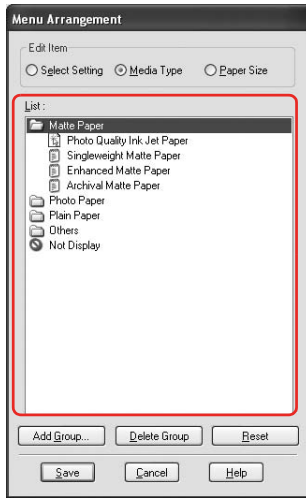 Menu Arrangement
Edit Item
Select Setting Media Type Paper Size
List :
Matte Paper
Photo Quality Ink Jet Paper
Singleweight Matte Paper
Enhanced Matte Paper
Archival Matte Paper
Photo Paper
Plain Paper
Others
Not Display
Add Group... Delete Group Reset
Save Cancel Help